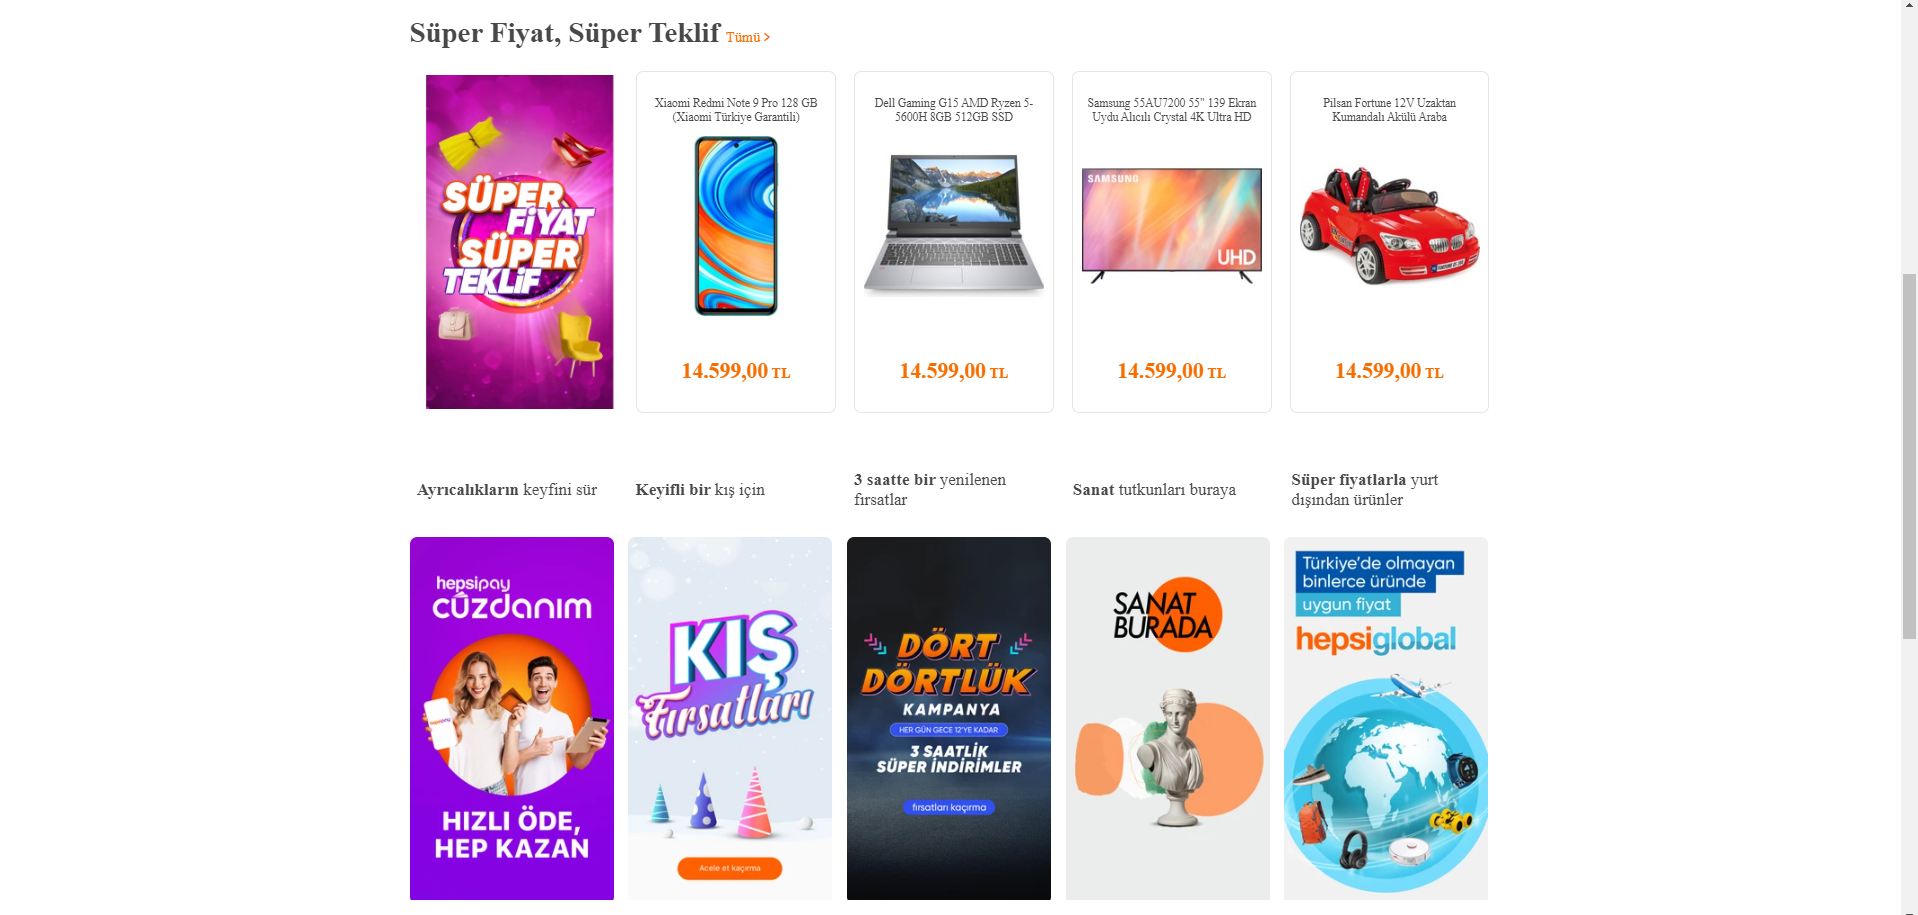 Süper Fiyat, Süper Teklif Tümü >
SÜPER
FİYAT
SÜPER
TEKLİF
Xiaomi Redmi Note 9 Pro 128 GB
(Xiaomi Türkiye Garantili)
14.599,00 TL
Dell Gaming G15 AMD Ryzen 5-
5600H 8GB 512GB SSD
14.599,00 TL
Samsung 55AU7200 55" 139 Ekran
Uydu Alıcılı Crystal 4K Ultra HD
SAMSUNG
UHD
14.599,00 TL
Pilsan Fortune 12V Uzaktan
Kumandalı Akülü Araba
14.599,00 TL
Ayrıcalıkların keyfini sür
Keyifli bir kış için
3 saatte bir yenilenen
fırsatlar
Sanat tutkunları buraya
Süper fiyatlarla yurt
dışından ürünler
hepsipay
cüzdanım
hepsipay
HIZLI ÖDE,
HEP KAZAN
KIŞ
Fırsatları
Acele et kaçırma
DÖRT
DÖRTLÜK
KAMPANYA
HER GÜN GECE 12'YE KADAR
3 SAATLİK
SÜPER İNDİRİMLER
fırsatları kaçırma
SANAT
BURADA
Türkiye'de olmayan
binlerce üründe
uygun fiyat
hepsiglobal